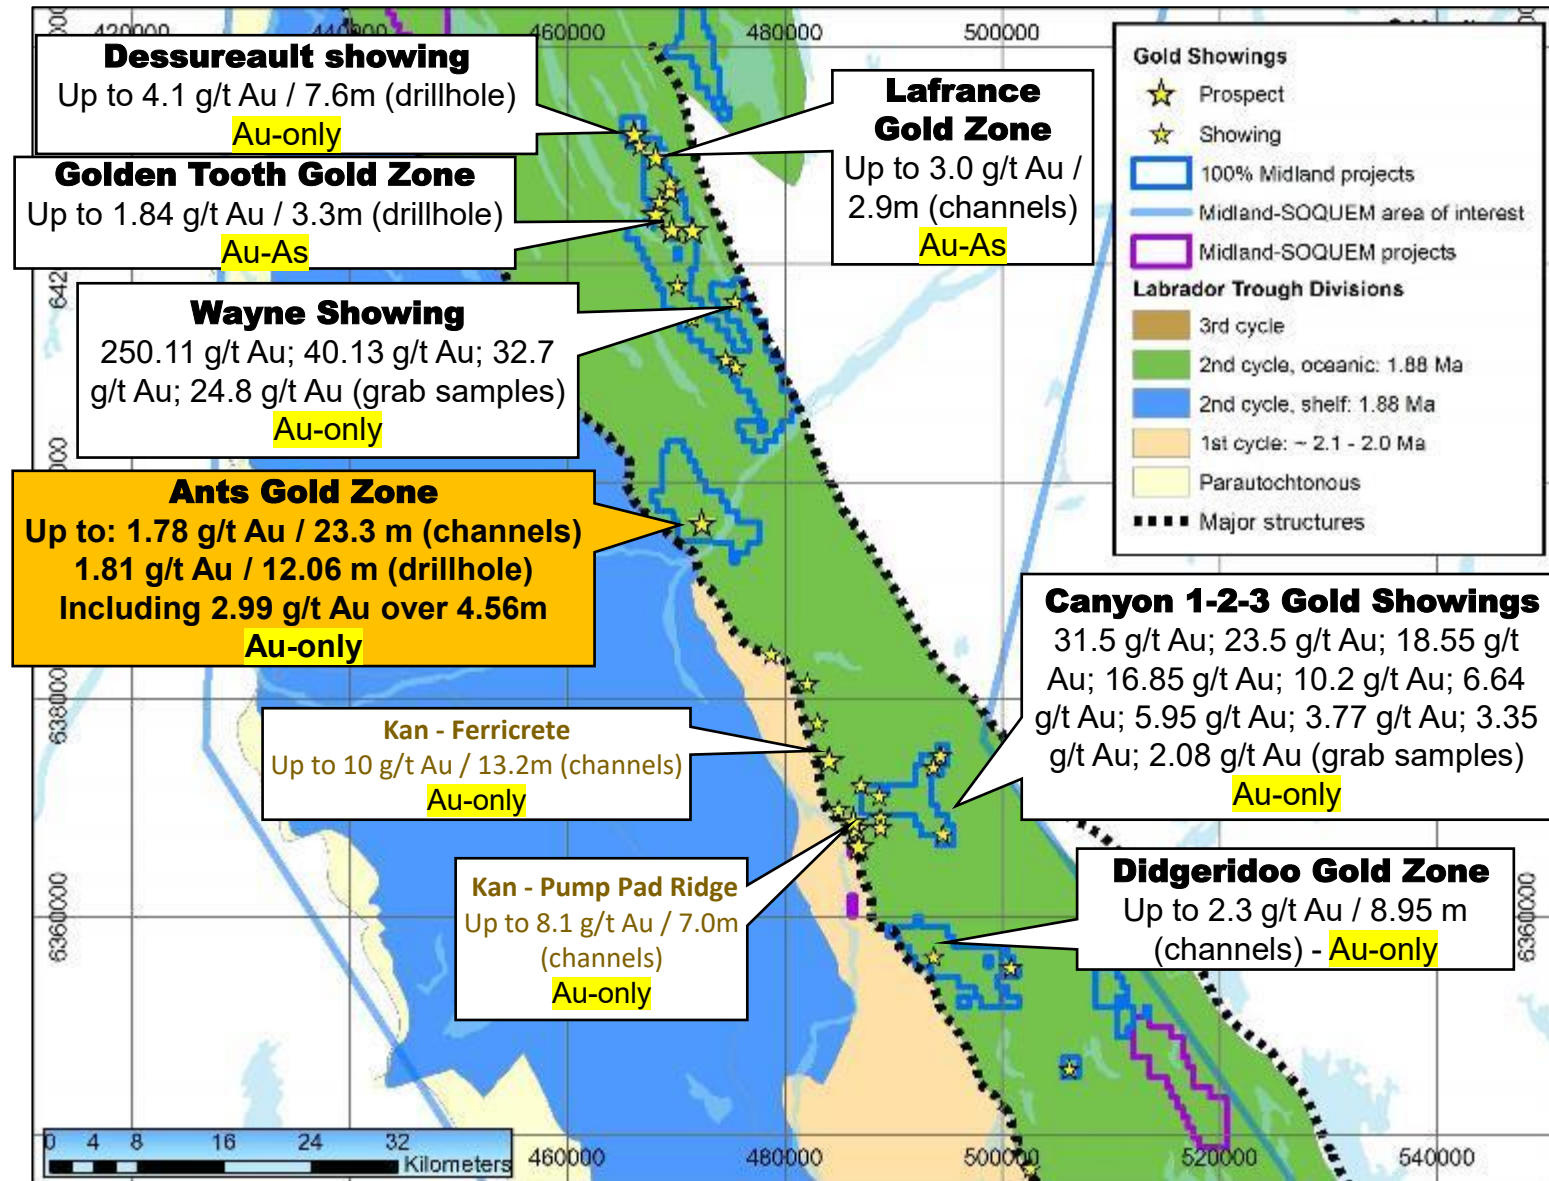 420000
440000
460000
480000
500000
Dessureault showing
Up to 4.1 g/t Au / 7.6m (drillhole)
Au-only
Golden Tooth Gold Zone
Up to 1.84 g/t Au / 3.3m (drillhole)
Au-As
Lafrance
Gold Zone
Up to 3.0 g/t Au /
2.9m (channels)
Au-As
Wayne Showing
250.11 g/t Au; 40.13 g/t Au; 32.7
g/t Au; 24.8 g/t Au (grab samples)
Au-only
Ants Gold Zone
Up to: 1.78 g/t Au / 23.3 m (channels)
1.81 g/t Au / 12.06 m (drillhole)
Including 2.99 g/t Au over 4.56m
Au-only
Gold Showings
Prospect
Showing
100% Midland projects
Midland-SOQUEM area of interest
Midland-SOQUEM projects
Labrador Trough Divisions
3rd cycle
2nd cycle, oceanic: 1.88 Ma
2nd cycle, shelf: 1.88 Ma
1st cycle: ~ 2.1 - 2.0 Ma
Parautochtonous
Major structures
Canyon 1-2-3 Gold Showings
31.5 g/t Au; 23.5 g/t Au; 18.55 g/t
Au; 16.85 g/t Au; 10.2 g/t Au; 6.64
g/t Au; 5.95 g/t Au; 3.77 g/t Au; 3.35
g/t Au; 2.08 g/t Au (grab samples)
Au-only
Kan - Ferricrete
Up to 10 g/t Au / 13.2m (channels)
Au-only
Kan - Pump Pad Ridge
Up to 8.1 g/t Au / 7.0m
(channels)
Au-only
Didgeridoo Gold Zone
Up to 2.3 g/t Au / 8.95 m
(channels) - Au-only
642
6380000
6360000
6360000
0 4 8 16 24 32
Kilometers
460000
480000
500000
520000
540000